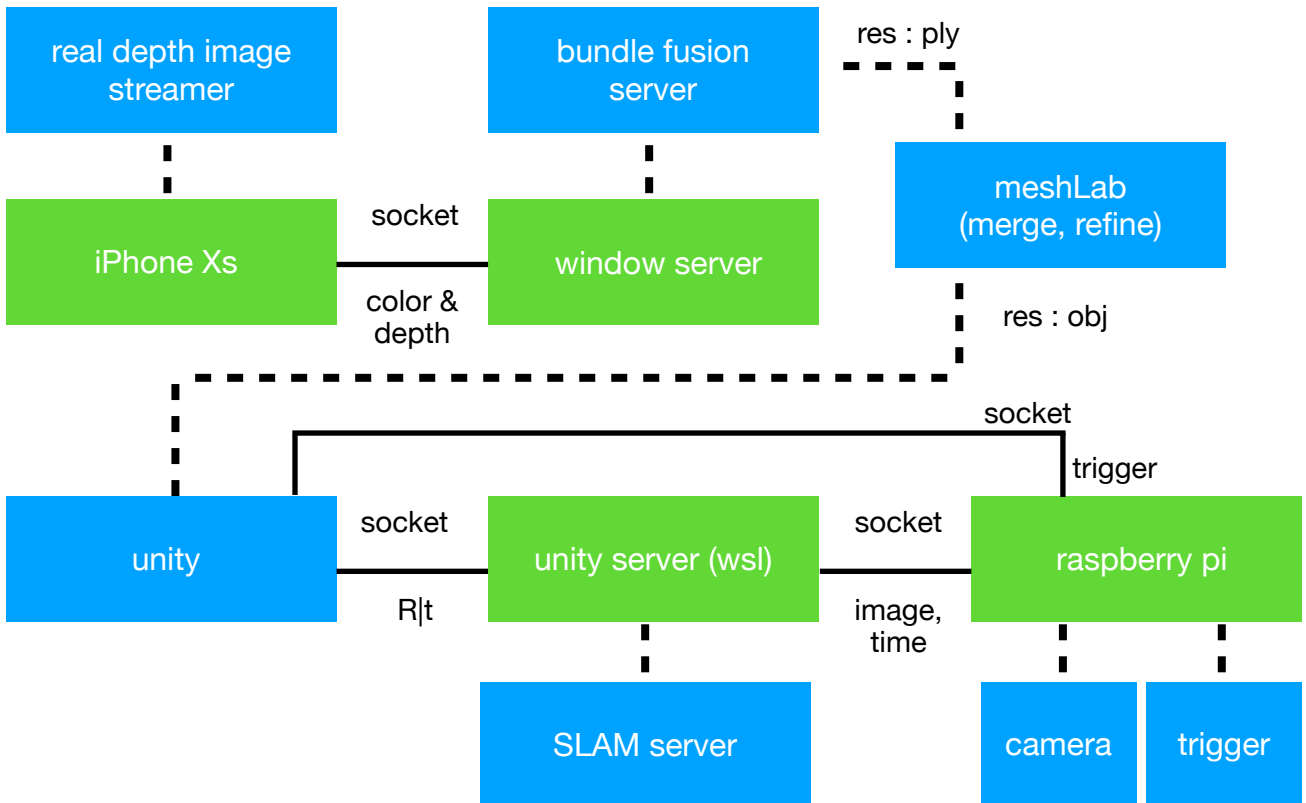 real depth image
streamer
bundle fusion
server
res : ply
meshLab
(merge, refine)
iPhone Xs
socket
color &
depth
window server
res : obj
socket
trigger
unity
socket
R|t
unity server (wsl)
socket
image,
time
raspberry pi
SLAM server
camera
trigger